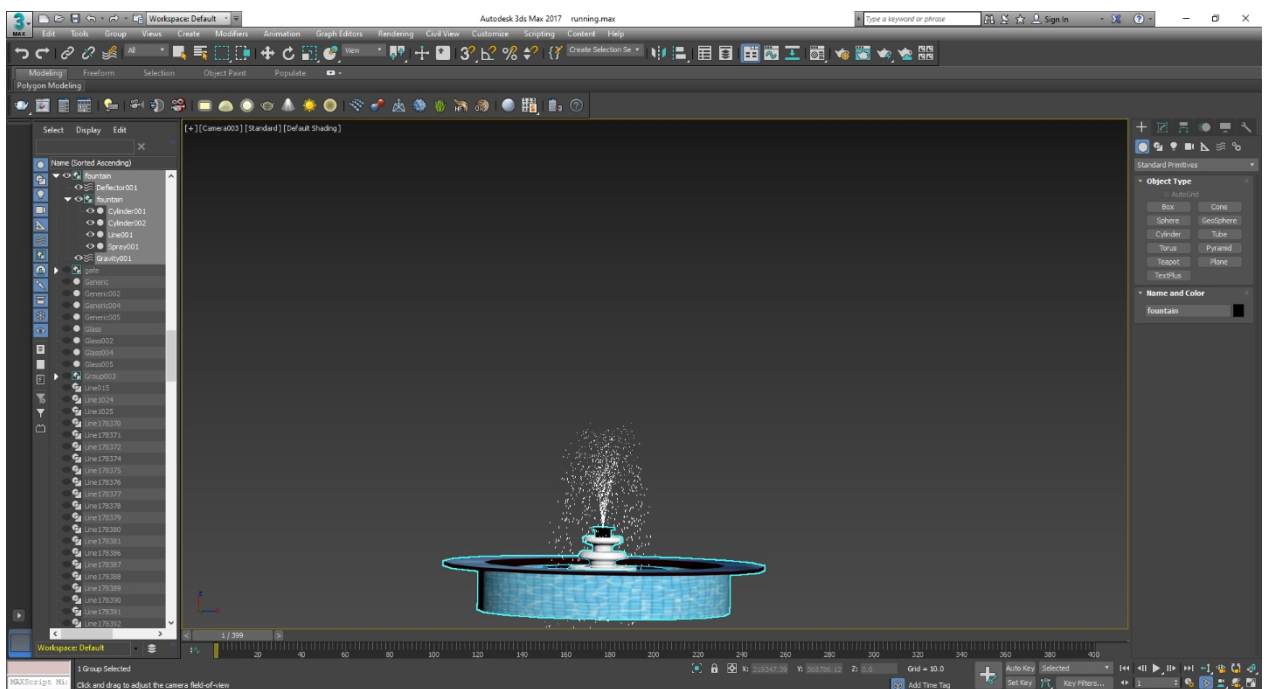 3
MAX
Workspace: Default
Autodesk 3ds Max 2017 running.max
Type a keyword or phrase
Sign In
Edit Tools Group Views Create Modifiers Animation Graph Editors Rendering Civil View Customize Scripting Content Help
All
View
Create Selection Se
Modeling Freeform Selection Object Paint Populate
Polygon Modeling
Select Display Edit
Name (Sorted Ascending)
fountain
Deflector001
fountain
Cylinder001
Cylinder002
Line001
Spray001
Gravity001
gate
Generic
Generic002
Generic004
Generic005
Glass
Glass002
Glass004
Glass005
Group003
Line015
Line1024
Line1025
Line178370
Line178371
Line178372
Line178374
Line178375
Line178376
Line178377
Line178378
Line178379
Line178380
Line178381
Line178386
Line178387
Line178388
Line178389
Line178390
Line178391
Line178392
[+] [Camera003] [Standard] [Default Shading]
z
Standard Primitives
Object Type
AutoGrid
Box Cone
Sphere GeoSphere
Cylinder Tube
Torus Pyramid
Teapot Plane
TextPlus
Name and Color
fountain
1 / 399
Workspace: Default
20 40 60 80 100 120 140 160 180 200 220 240 260 280 300 320 340 360 380 400
1 Group Selected
X: Y: Z: 0.0
Grid = 10.0
Auto Key Selected
MAXScript Mi
Click and drag to adjust the camera field-of-view
Add Time Tag
Set Key Key Filters...
1